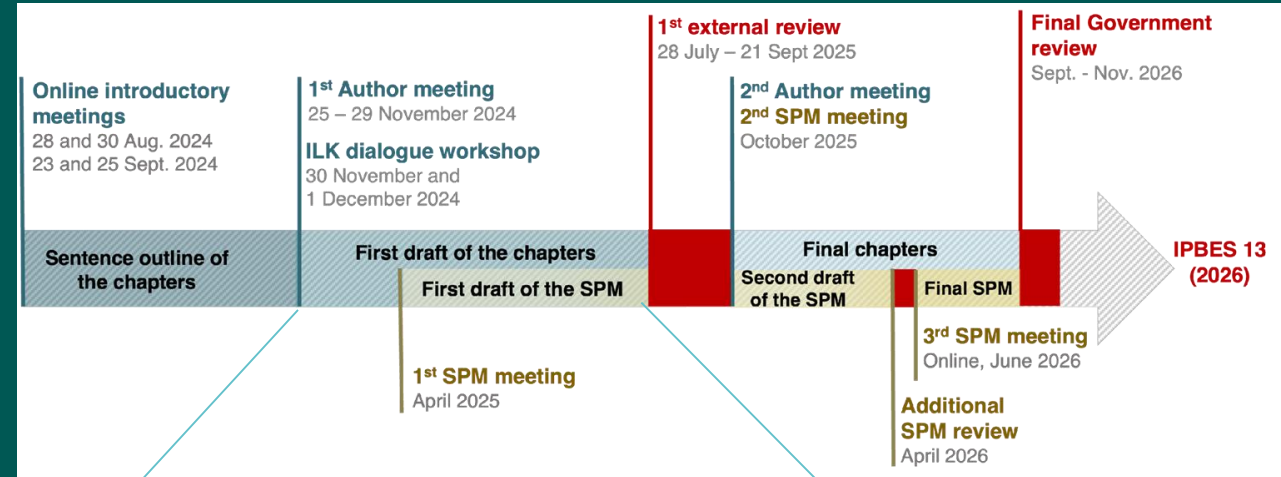 Online introductory
meetings
28 and 30 Aug. 2024
23 and 25 Sept. 2024
1st Author meeting
25 – 29 November 2024
ILK dialogue workshop
30 November and
1 December 2024
1st external review
28 July – 21 Sept 2025
2nd Author meeting
2nd SPM meeting
October 2025
Final Government
review
Sept. - Nov. 2026
Sentence outline of
the chapters
First draft of the chapters
First draft of the SPM
Final chapters
Second draft
of the SPM
Final SPM
IPBES 13
(2026)
1st SPM meeting
April 2025
3rd SPM meeting
Online, June 2026
Additional
SPM review
April 2026